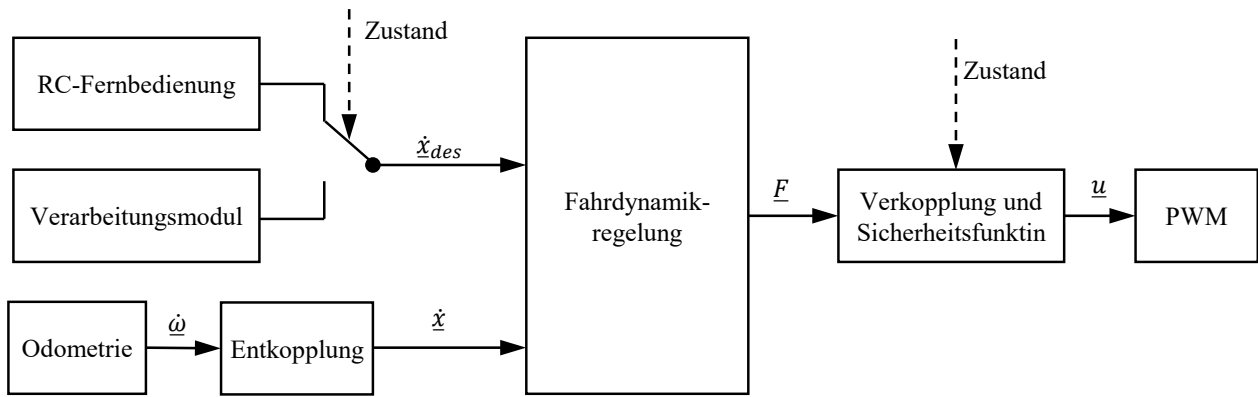 Zustand
RC-Fernbedienung
Zustand
ẋ_des
Verarbeitungsmodul
Fahrdynamik-
regelung
F
Verkopplung und
Sicherheitsfunktin
u
PWM
Odometrie
ω̇
Entkopplung
ẋ